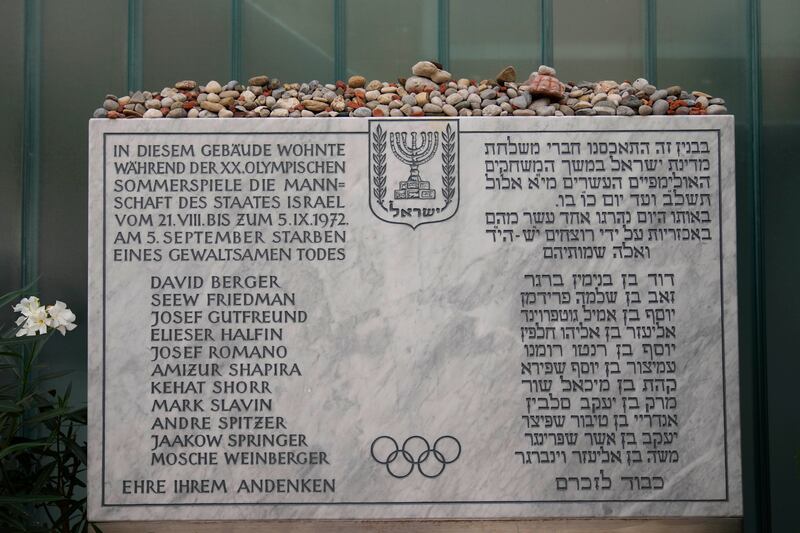 IN DIESEM GEBÄUDE WOHNTE
WÄHREND DER XX. OLYMPISCHEN
SOMMERSPIELE DIE MANN-
SCHAFT DES STAATES ISRAEL
VOM 21. VIII. BIS ZUM 5. IX. 1972.
AM 5. SEPTEMBER STARBEN
EINES GEWALTSAMEN TODES
DAVID BERGER
SEEW FRIEDMAN
JOSEF GUTFREUND
ELIESER HALFIN
JOSEF ROMANO
AMIZUR SHAPIRA
KEHAT SHORR
MARK SLAVIN
ANDRE SPITZER
JAAKOW SPRINGER
MOSCHE WEINBERGER
EHRE IHREM ANDENKEN
ישראל
בבנין זה התאכסנו חברי משלחת
מדינת ישראל במשך המשחקים
האולימפיים העשרים מי״א אלול
תשל״ב ועד יום כ״ו בו.
באותו היום נהרגו אחד עשר מהם
באכזריות על ידי רוצחים יש״ הי״ד
ואלה שמותיהם
דוד בן בנימין ברגר
זאב בן שלמה פרידמן
יוסף בן אמיל גוטפרוינד
אליעזר בן אליהו חלפין
יוסף בן רנטו רומנו
עמיצור בן יוסף שפירא
קהת בן מיכאל שור
מרק בן יעקב סלבין
אנדריי בן טיבור שפיצר
יעקב בן אשר שפרינגר
משה בן אליעזר וינברגר
כבוד לזכרם